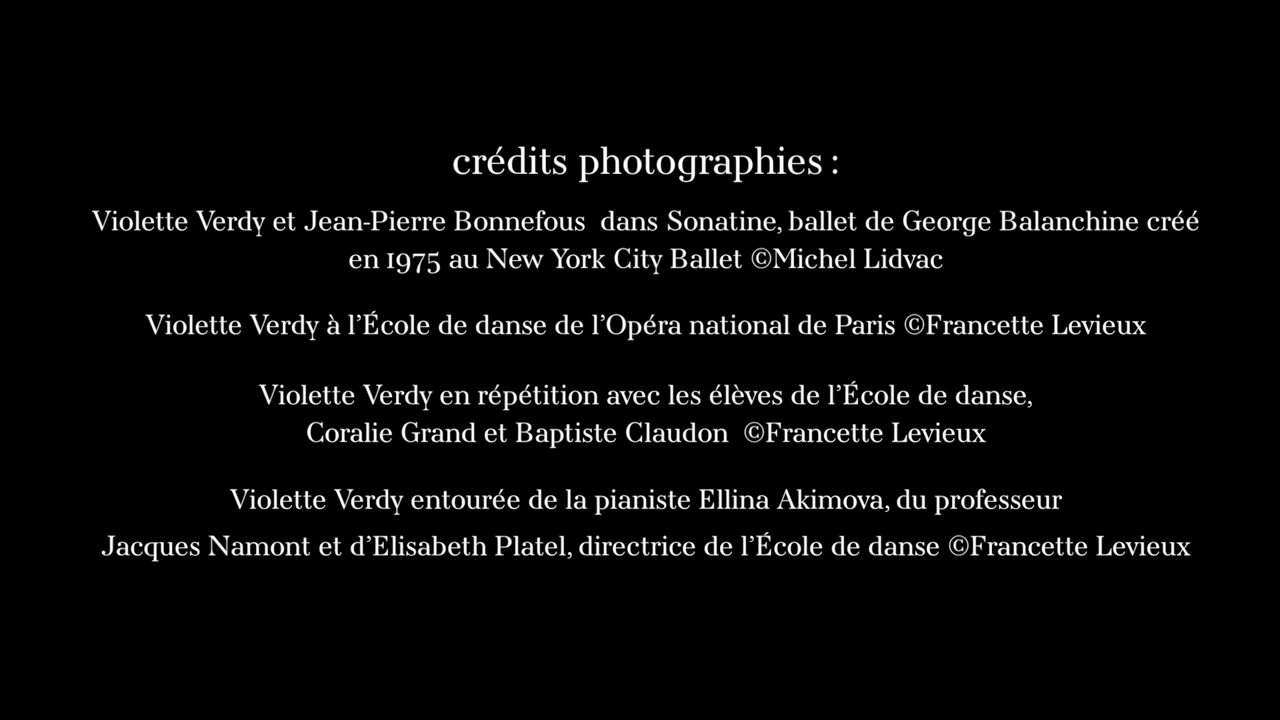 crédits photographies :
Violette Verdy et Jean-Pierre Bonnefous  dans Sonatine, ballet de George Balanchine créé
en 1975 au New York City Ballet ©Michel Lidvac
Violette Verdy à l’École de danse de l’Opéra national de Paris ©Francette Levieux
Violette Verdy en répétition avec les élèves de l’École de danse,
Coralie Grand et Baptiste Claudon  ©Francette Levieux
Violette Verdy entourée de la pianiste Ellina Akimova, du professeur
Jacques Namont et d’Elisabeth Platel, directrice de l’École de danse ©Francette Levieux